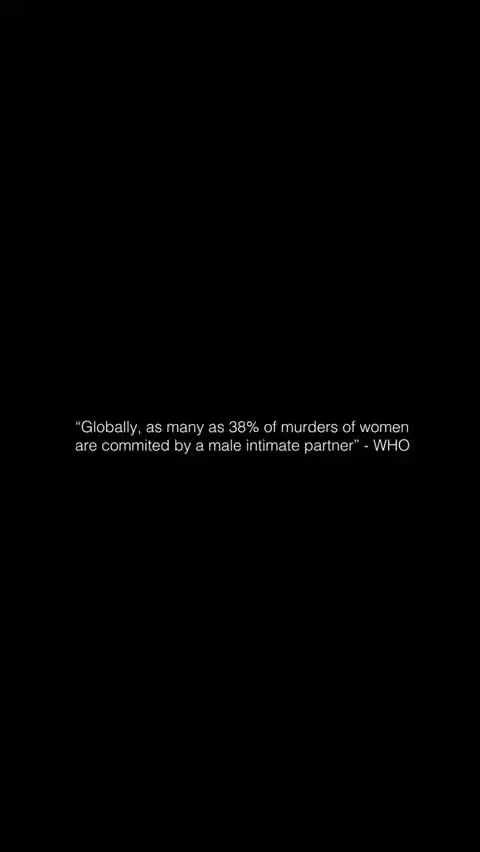 “Globally, as many as 38% of murders of women
are commited by a male intimate partner” - WHO